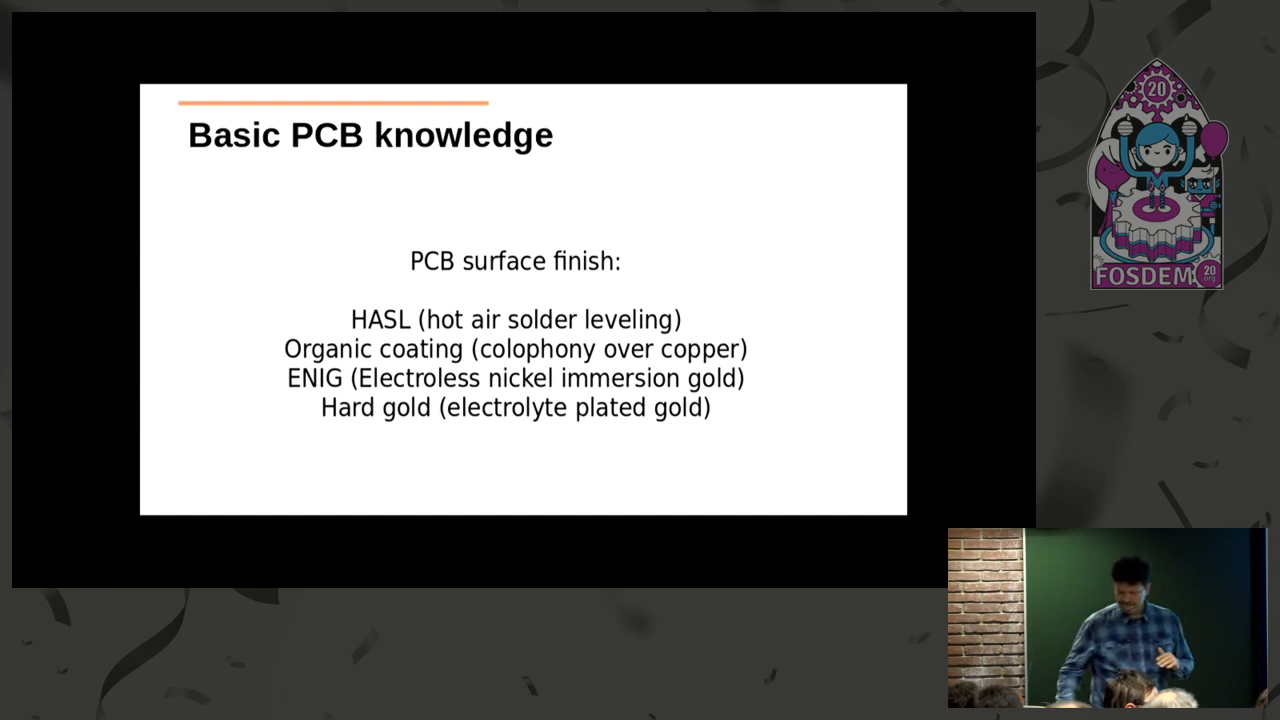 Basic PCB knowledge
PCB surface finish:
HASL (hot air solder leveling)
Organic coating (colophony over copper)
ENIG (Electroless nickel immersion gold)
Hard gold (electrolyte plated gold)
20
FOSDEM
20
org